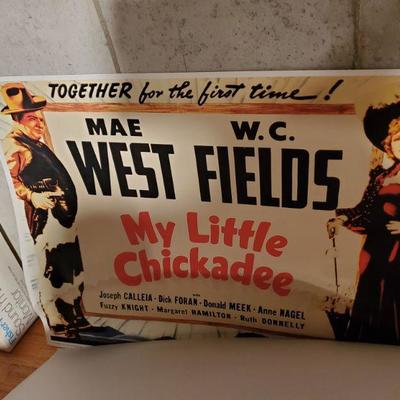 TOGETHER for the first time!
MAE W.C.
WEST FIELDS
My Little
Chickadee
with
Joseph CALLEIA • Dick FORAN • Donald MEEK • Anne NAGEL
Fuzzy KNIGHT • Margaret HAMILTON • Ruth DONNELLY